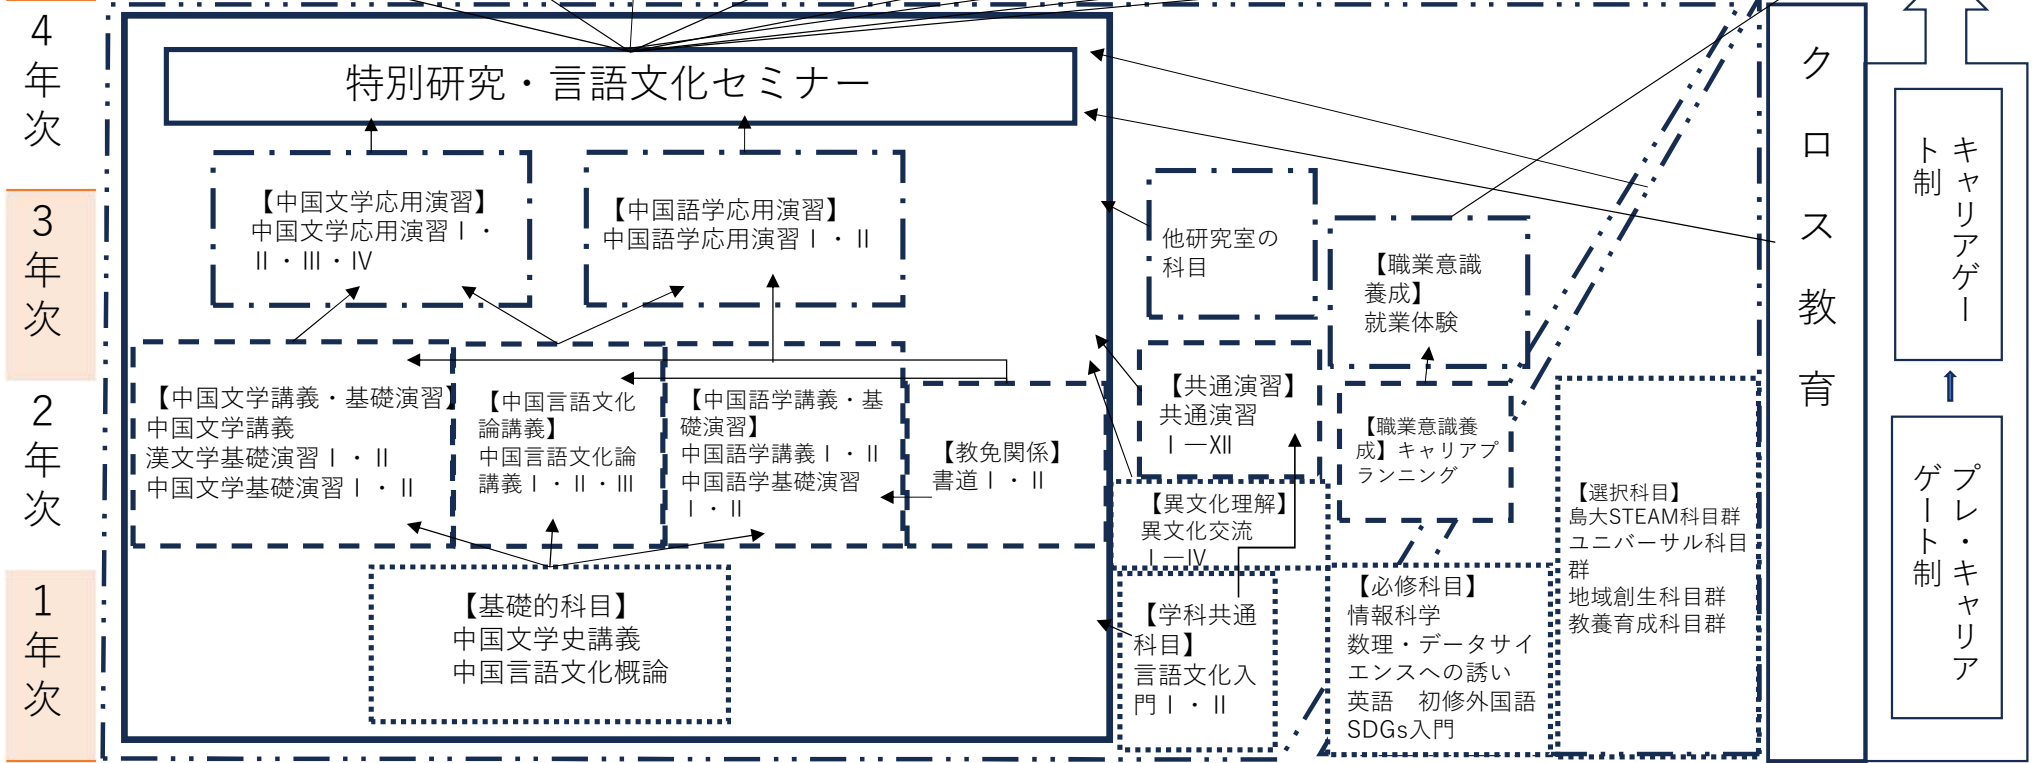 4
年
次
3
年
次
2
年
次
1
年
次
特別研究・言語文化セミナー
【中国文学応用演習】
中国文学応用演習Ⅰ・
Ⅱ・Ⅲ・Ⅳ
【中国語学応用演習】
中国語学応用演習Ⅰ・Ⅱ
【中国文学講義・基礎演習】
中国文学講義
漢文学基礎演習Ⅰ・Ⅱ
中国文学基礎演習Ⅰ・Ⅱ
【中国言語文化
論講義】
中国言語文化論
講義Ⅰ・Ⅱ・Ⅲ
【中国語学講義・基
礎演習】
中国語学講義Ⅰ・Ⅱ
中国語学基礎演習
Ⅰ・Ⅱ
【教免関係】
書道Ⅰ・Ⅱ
【基礎的科目】
中国文学史講義
中国言語文化概論
他研究室の
科目
【共通演習】
共通演習
Ⅰ―Ⅻ
【異文化理解】
異文化交流
Ⅰ―Ⅳ
【学科共通
科目】
言語文化入
門Ⅰ・Ⅱ
【職業意識
養成】
就業体験
【職業意識養
成】キャリアプ
ランニング
【必修科目】
情報科学
数理・データサイ
エンスへの誘い
英語　初修外国語
SDGs入門
【選択科目】
島大STEAM科目群
ユニバーサル科目
群
地域創生科目群
教養育成科目群
クロス教育
キャリアゲー
ト制
プレ・キャリア
ゲート制